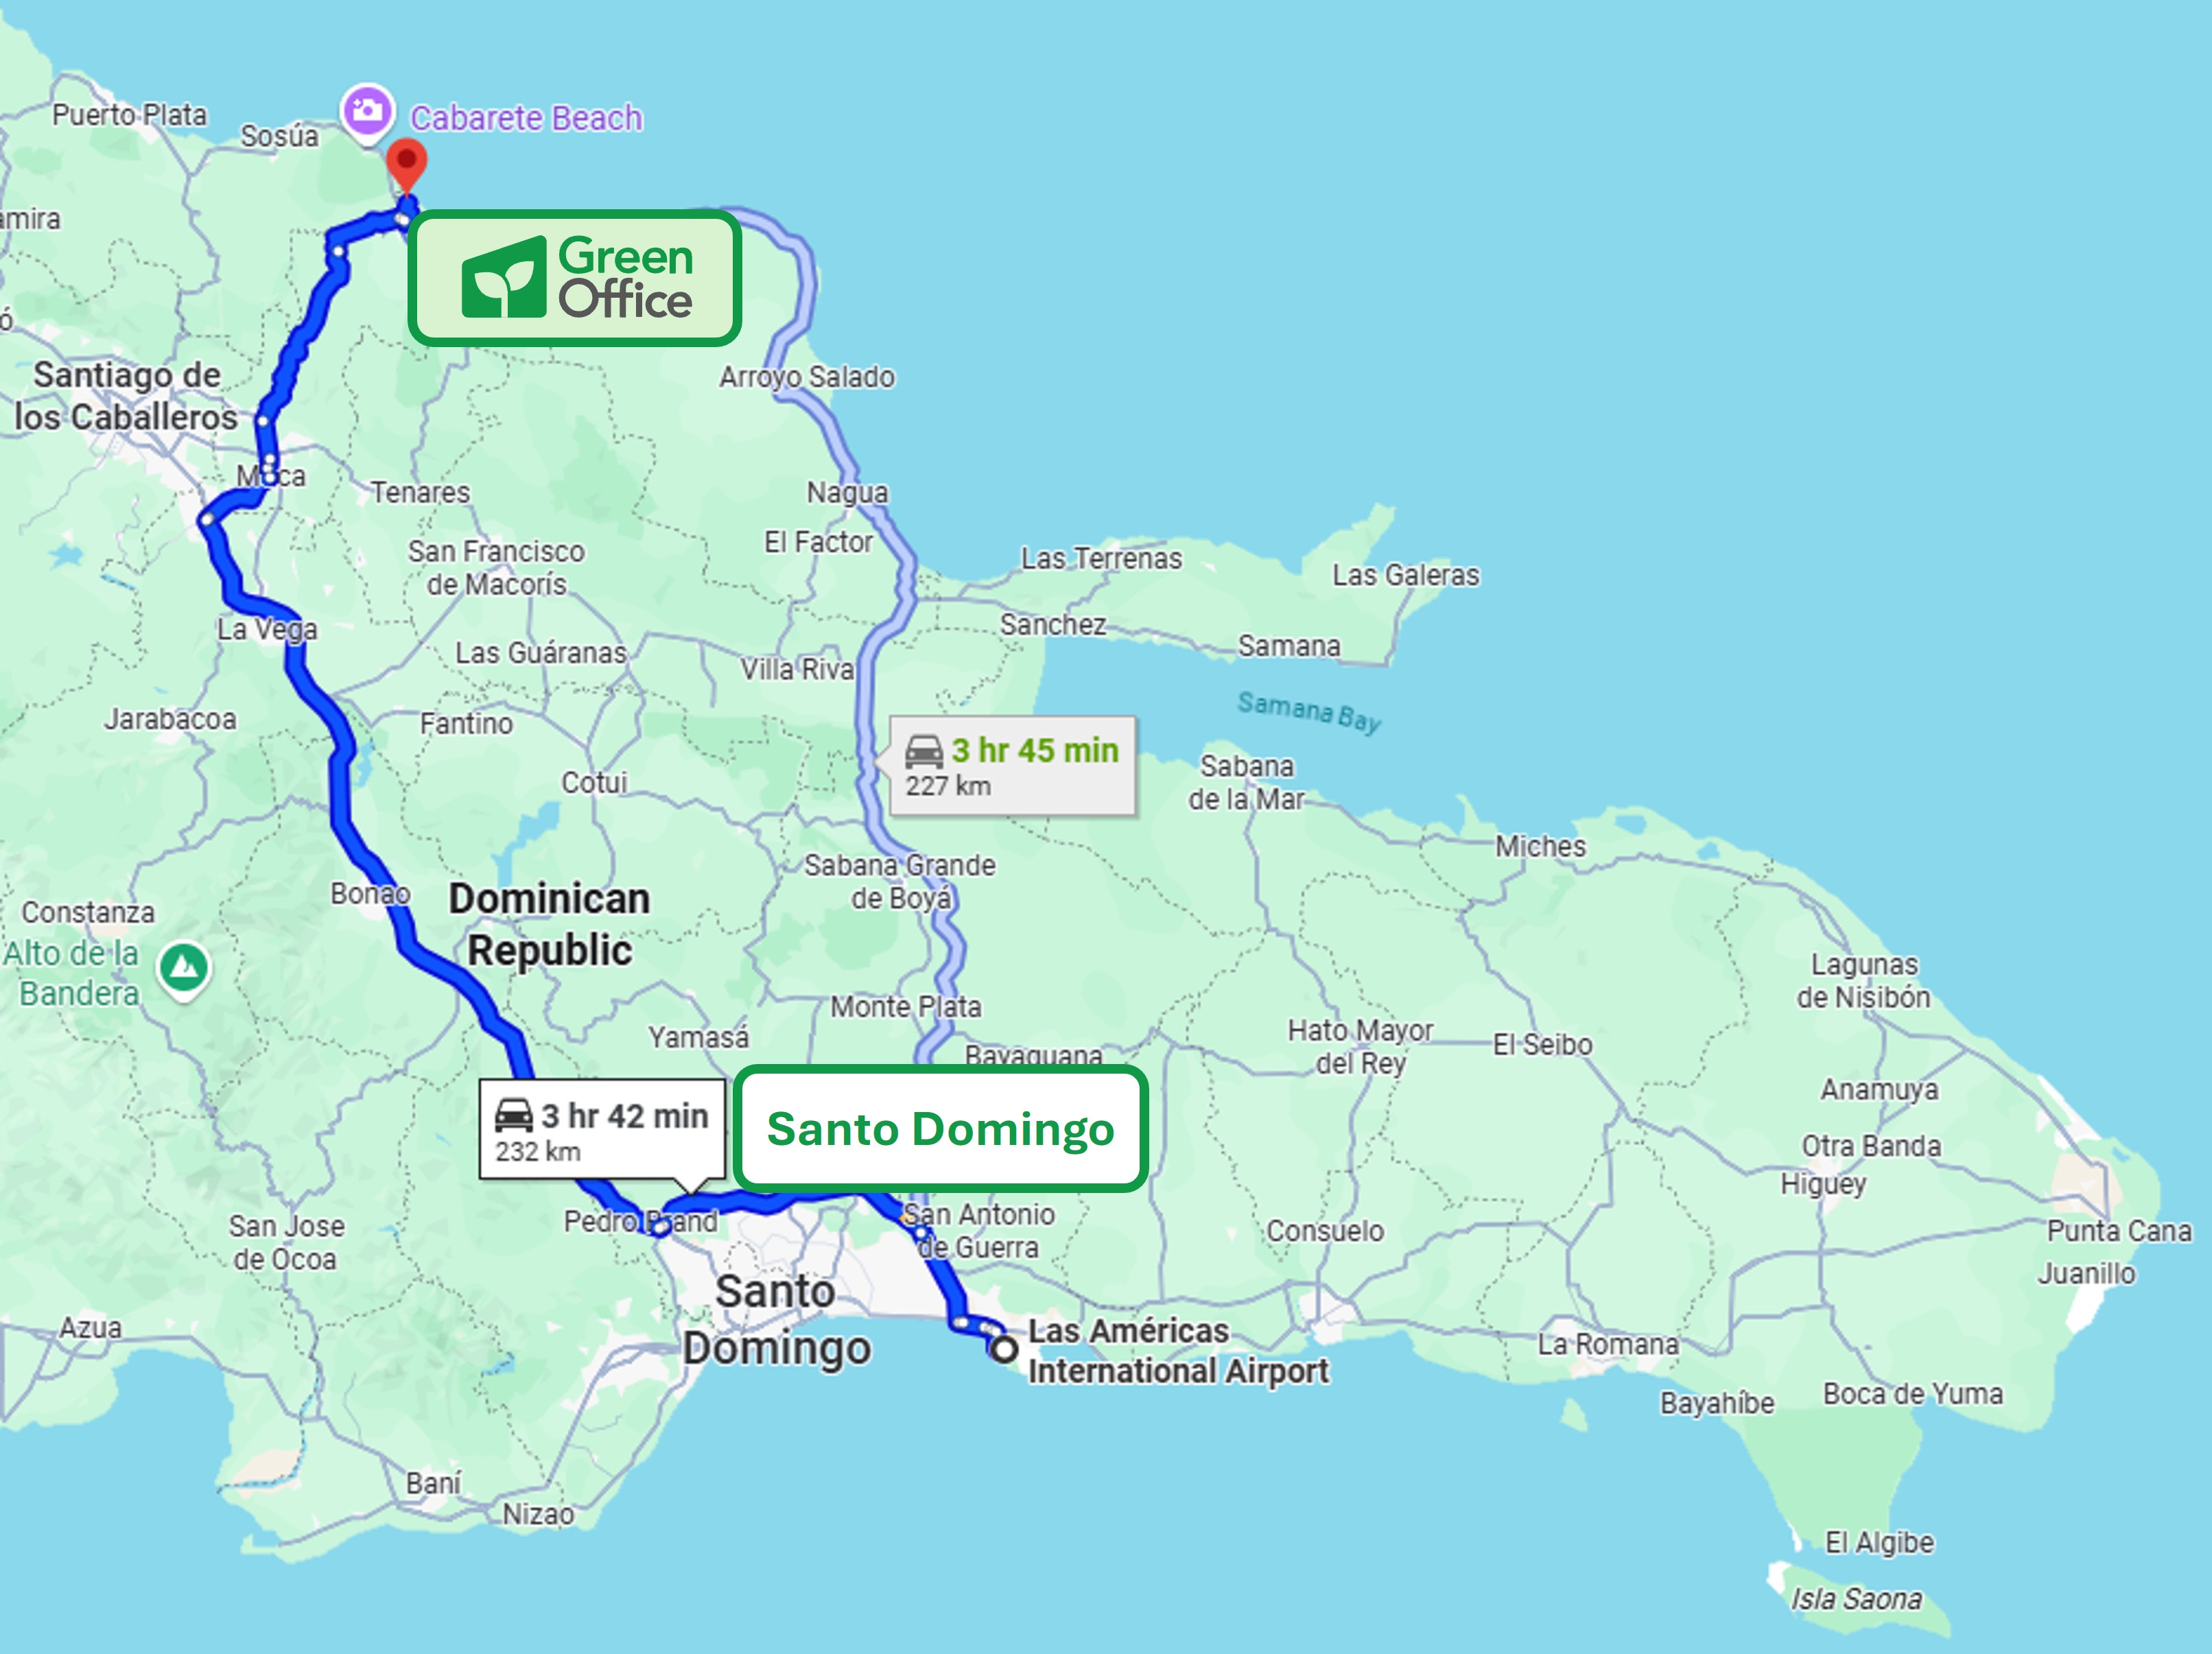 Puerto Plata
Sosúa
Cabarete Beach
amira
Green
Office
ó
Santiago de
los Caballeros
Arroyo Salado
Moca
Tenares
Nagua
El Factor
San Francisco
de Macorís
Las Terrenas
Las Galeras
La Vega
Sanchez
Samana
Las Guáranas
Villa Riva
Samana Bay
Jarabacoa
Fantino
3 hr 45 min
227 km
Cotui
Sabana
de la Mar
Miches
Sabana Grande
de Boyá
Bonao
Dominican
Republic
Constanza
Alto de la
Bandera
Lagunas
de Nisibón
Monte Plata
Yamasá
Hato Mayor
del Rey
El Seibo
Bayaguana
Anamuya
3 hr 42 min
232 km
Santo Domingo
Otra Banda
Higuey
Pedro Brand
San Antonio
de Guerra
San Jose
de Ocoa
Consuelo
Punta Cana
Juanillo
Santo
Domingo
Azua
Las Américas
International Airport
La Romana
Bayahíbe
Boca de Yuma
Baní
Nizao
El Algibe
Isla Saona